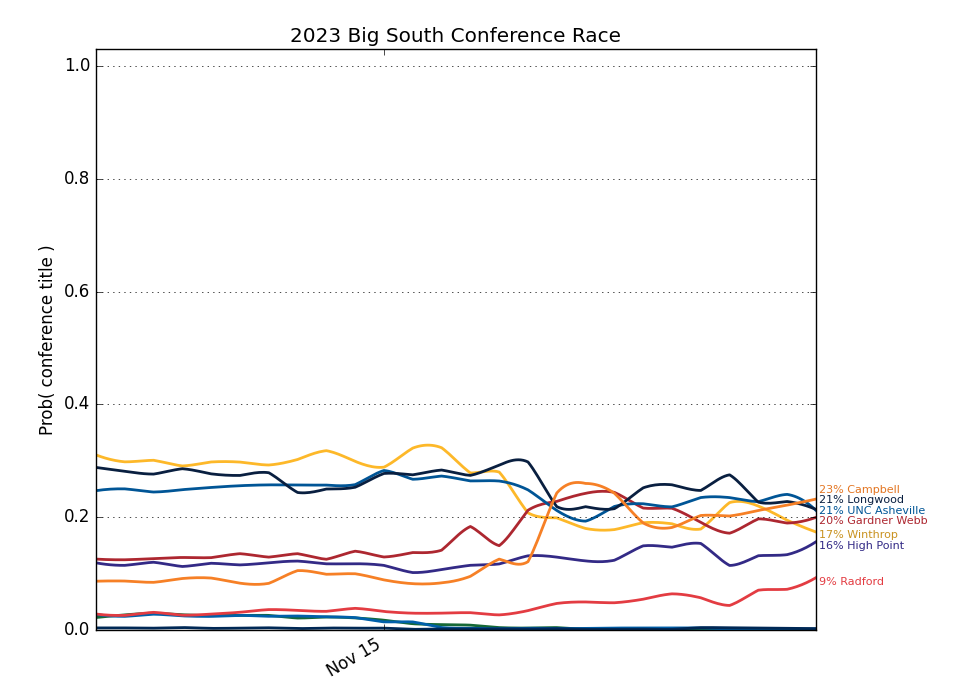 2023 Big South Conference Race
Prob( conference title )
1.0
0.8
0.6
0.4
0.2
0.0
Nov 15
23% Campbell
21% Longwood
21% UNC Asheville
20% Gardner Webb
17% Winthrop
16% High Point
9% Radford